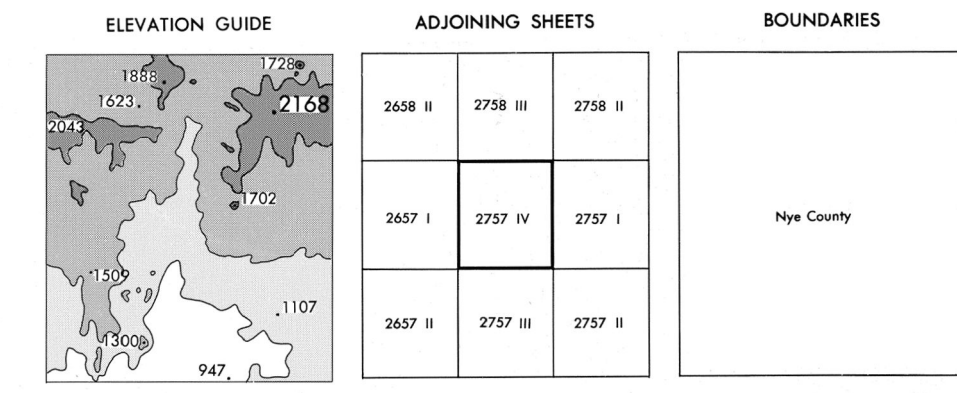 ELEVATION GUIDE
1728
1888
1623
2168
2043
1702
1509
1107
1300
947
ADJOINING SHEETS
2658 II
2758 III
2758 II
2657 I
2757 IV
2757 I
2657 II
2757 III
2757 II
BOUNDARIES
Nye County